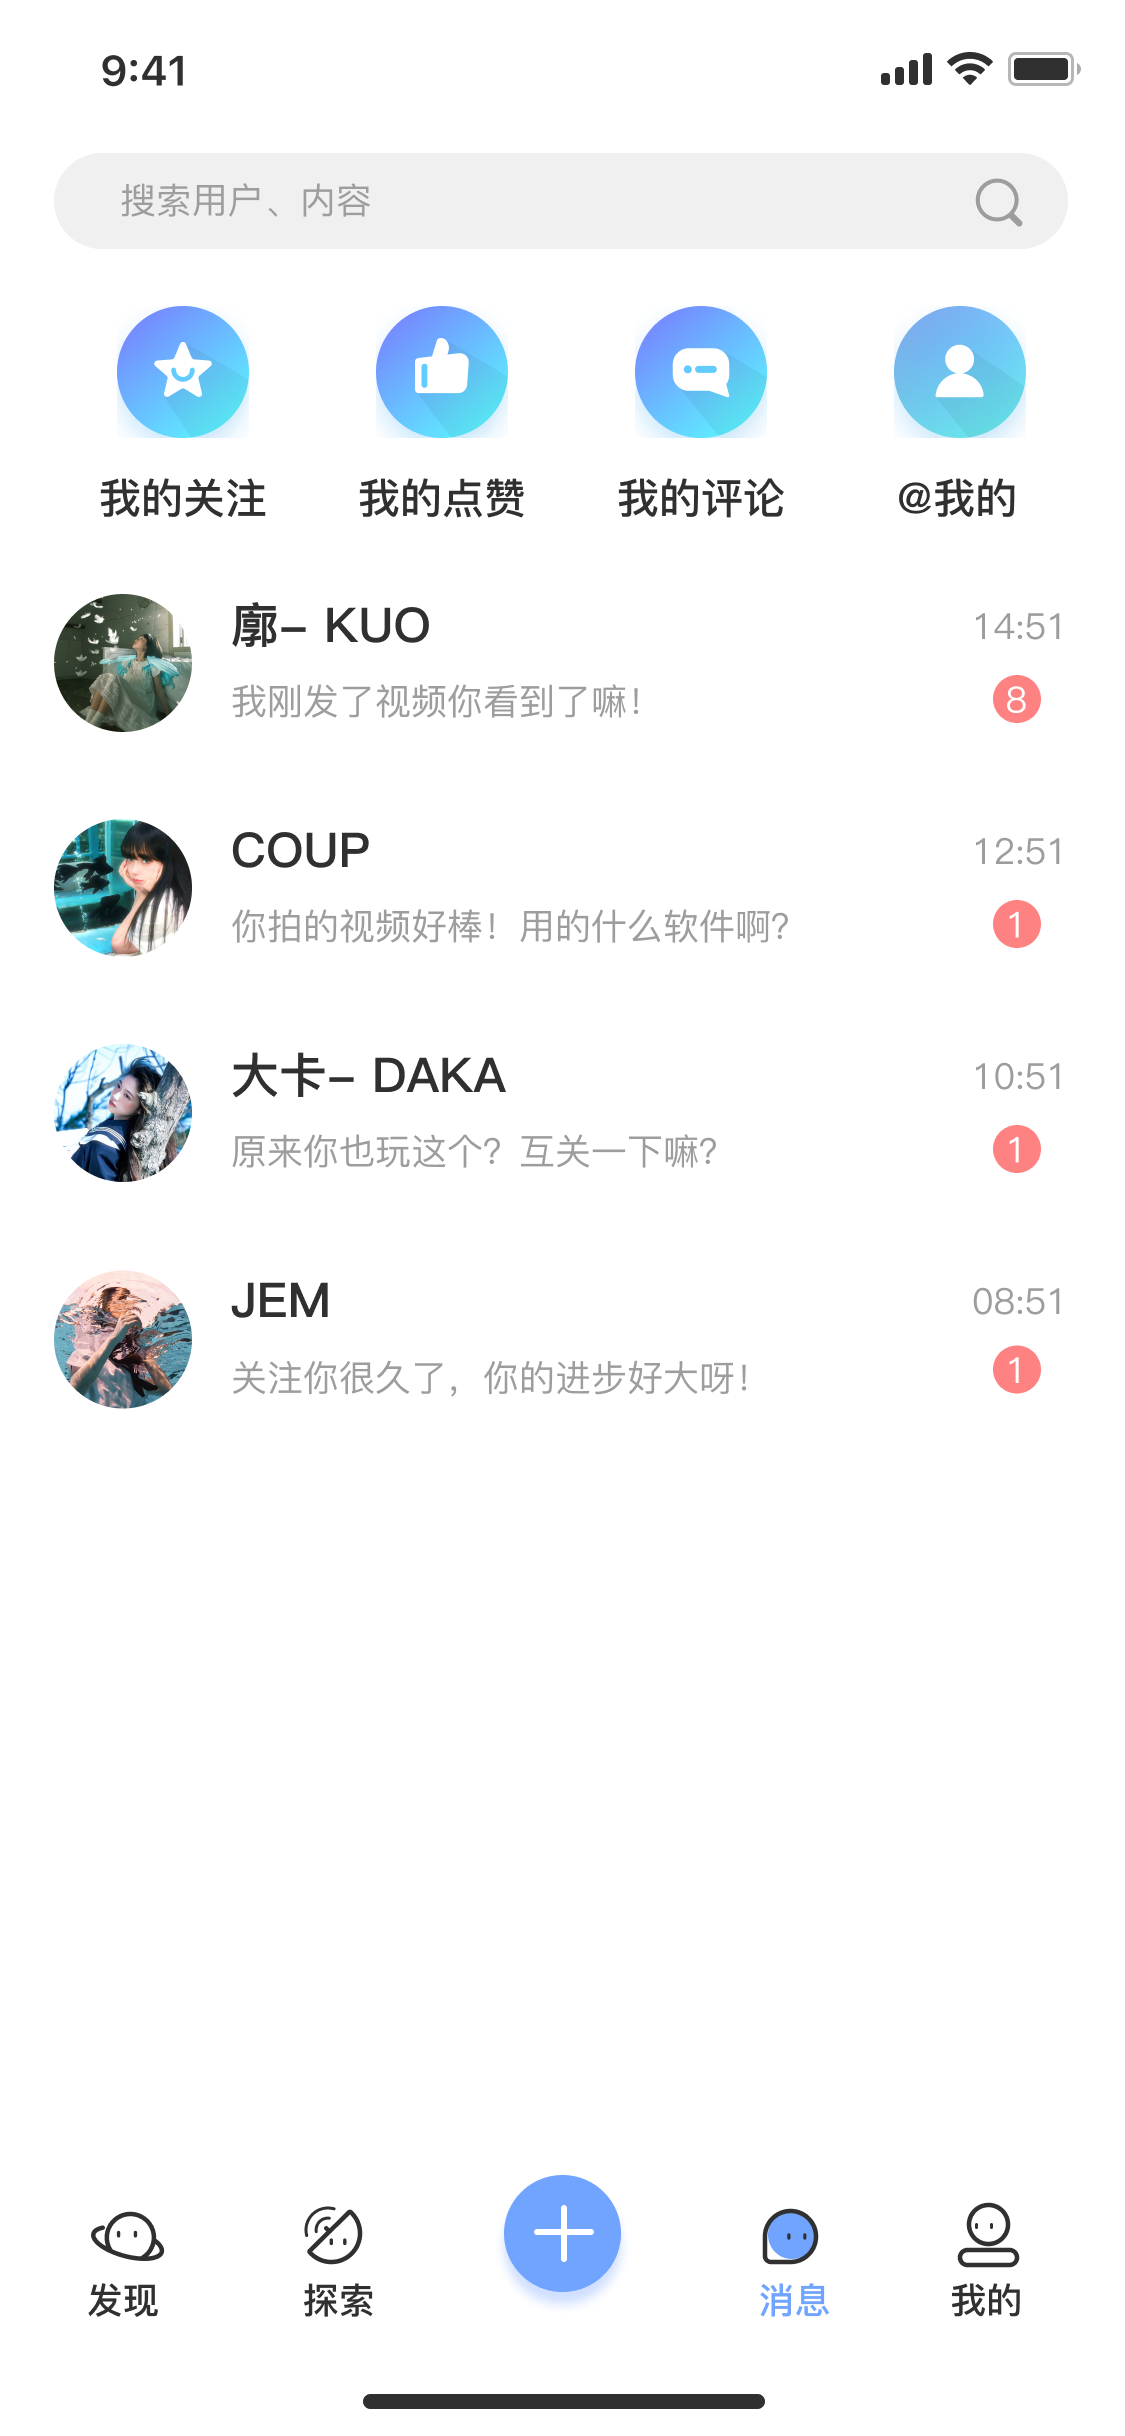 9:41
搜索用户、内容
我的关注
我的点赞
我的评论
@我的
廓- KUO
14:51
我刚发了视频你看到了嘛!
8
COUP
12:51
你拍的视频好棒！用的什么软件啊?
1
大卡- DAKA
10:51
原来你也玩这个？互关一下嘛?
1
JEM
08:51
关注你很久了，你的进步好大呀!
1
发现
探索
消息
我的